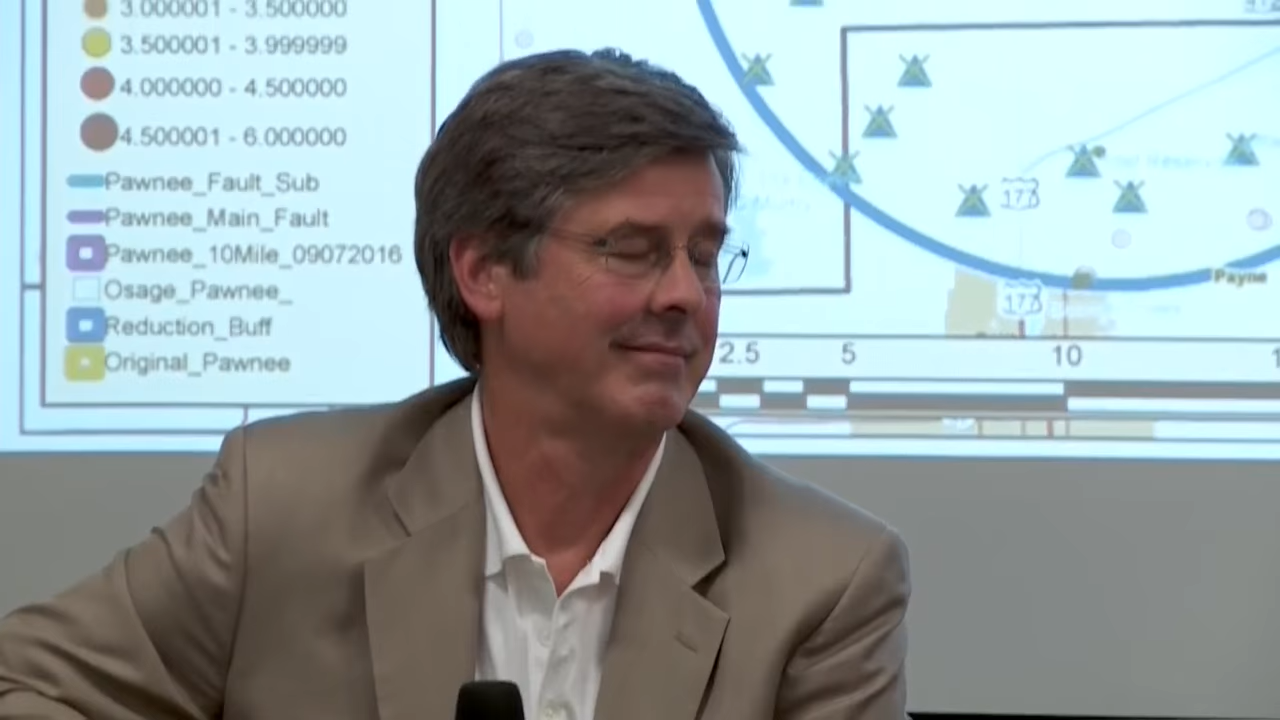 3.000001 - 3.500000
3.500001 - 3.999999
4.000000 - 4.500000
4.500001 - 6.000000
Pawnee_Fault_Sub
Pawnee_Main_Fault
Pawnee_10Mile_09072016
Osage_Pawnee_
Reduction_Buff
Original_Pawnee
177
177
Payne
2.5
5
10